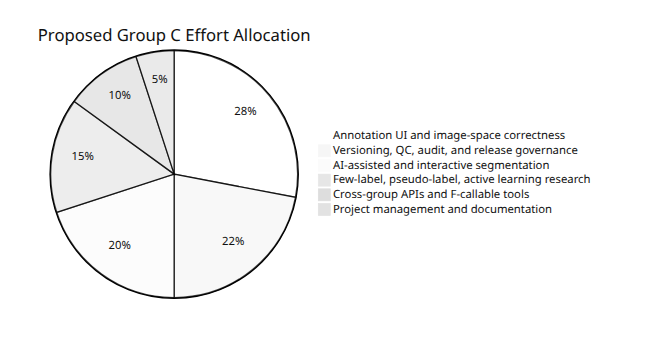 Proposed Group C Effort Allocation
5%
10%
28%
15%
20%
22%
Annotation UI and image-space correctness
Versioning, QC, audit, and release governance
AI-assisted and interactive segmentation
Few-label, pseudo-label, active learning research
Cross-group APIs and F-callable tools
Project management and documentation